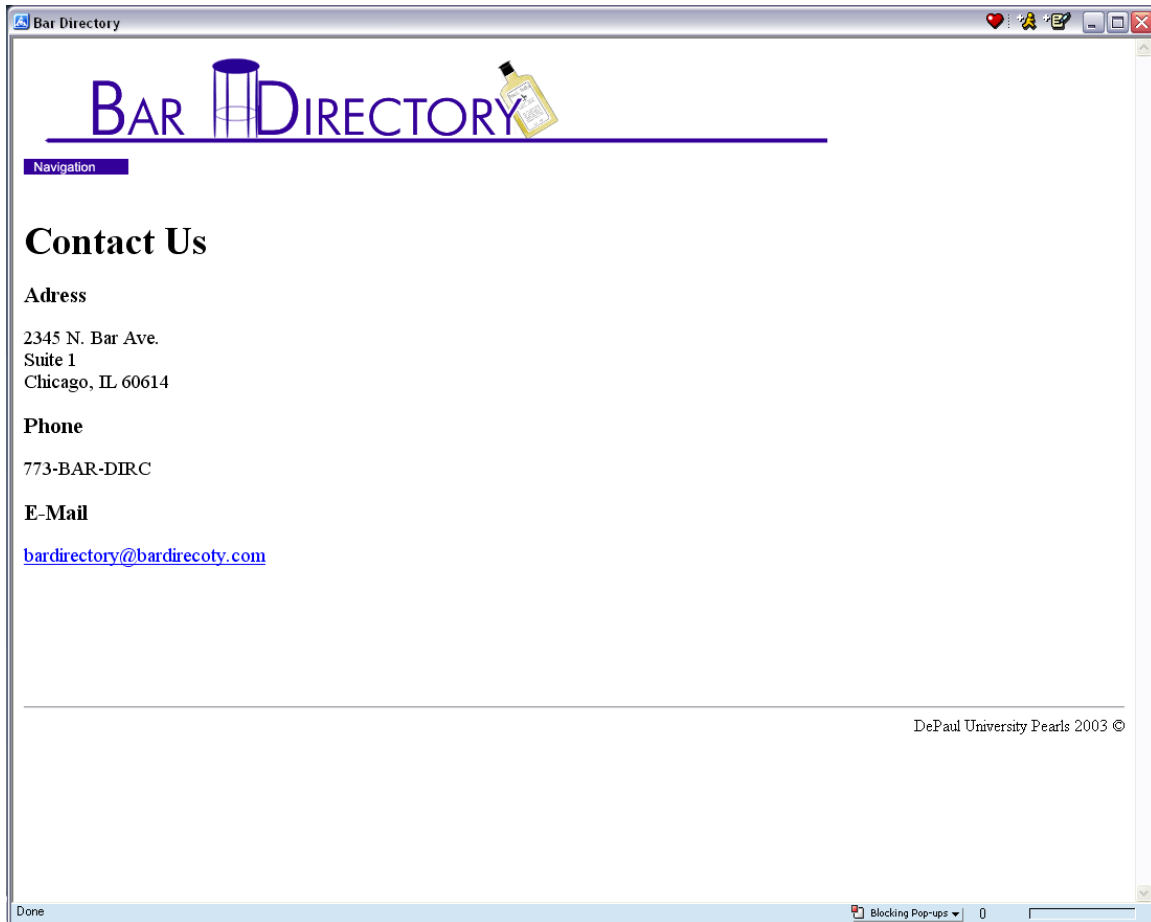 Bar Directory
BAR DIRECTORY
Navigation
Contact Us
Adress
2345 N. Bar Ave.
Suite 1
Chicago, IL 60614
Phone
773-BAR-DIRC
E-Mail
bardirectory@bardirecoty.com
DePaul University Pearls 2003 ©
Done
Blocking Pop-ups
0